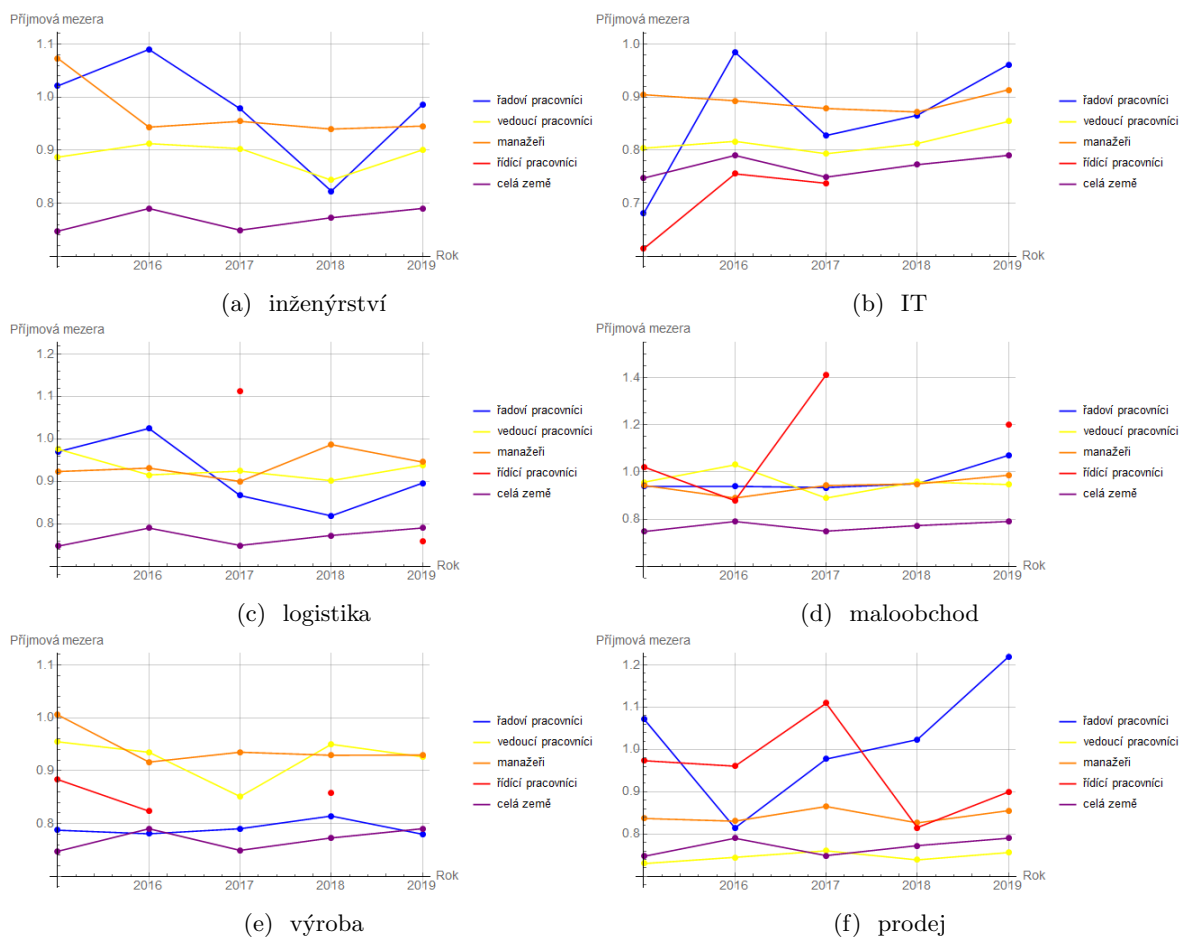 Příjmová mezera
1.1
1.0
0.9
0.8
2016 2017 2018 2019
Rok
řadoví pracovníci
vedoucí pracovníci
manažeři
řídící pracovníci
celá země
(a) inženýrství
Příjmová mezera
1.0
0.9
0.8
0.7
2016 2017 2018 2019
Rok
řadoví pracovníci
vedoucí pracovníci
manažeři
řídící pracovníci
celá země
(b) IT
Příjmová mezera
1.2
1.1
1.0
0.9
0.8
2016 2017 2018 2019
Rok
řadoví pracovníci
vedoucí pracovníci
manažeři
řídící pracovníci
celá země
(c) logistika
Příjmová mezera
1.4
1.2
1.0
0.8
2016 2017 2018 2019
Rok
řadoví pracovníci
vedoucí pracovníci
manažeři
řídící pracovníci
celá země
(d) maloobchod
Příjmová mezera
1.1
1.0
0.9
0.8
2016 2017 2018 2019
Rok
řadoví pracovníci
vedoucí pracovníci
manažeři
řídící pracovníci
celá země
(e) výroba
Příjmová mezera
1.2
1.1
1.0
0.9
0.8
2016 2017 2018 2019
Rok
řadoví pracovníci
vedoucí pracovníci
manažeři
řídící pracovníci
celá země
(f) prodej